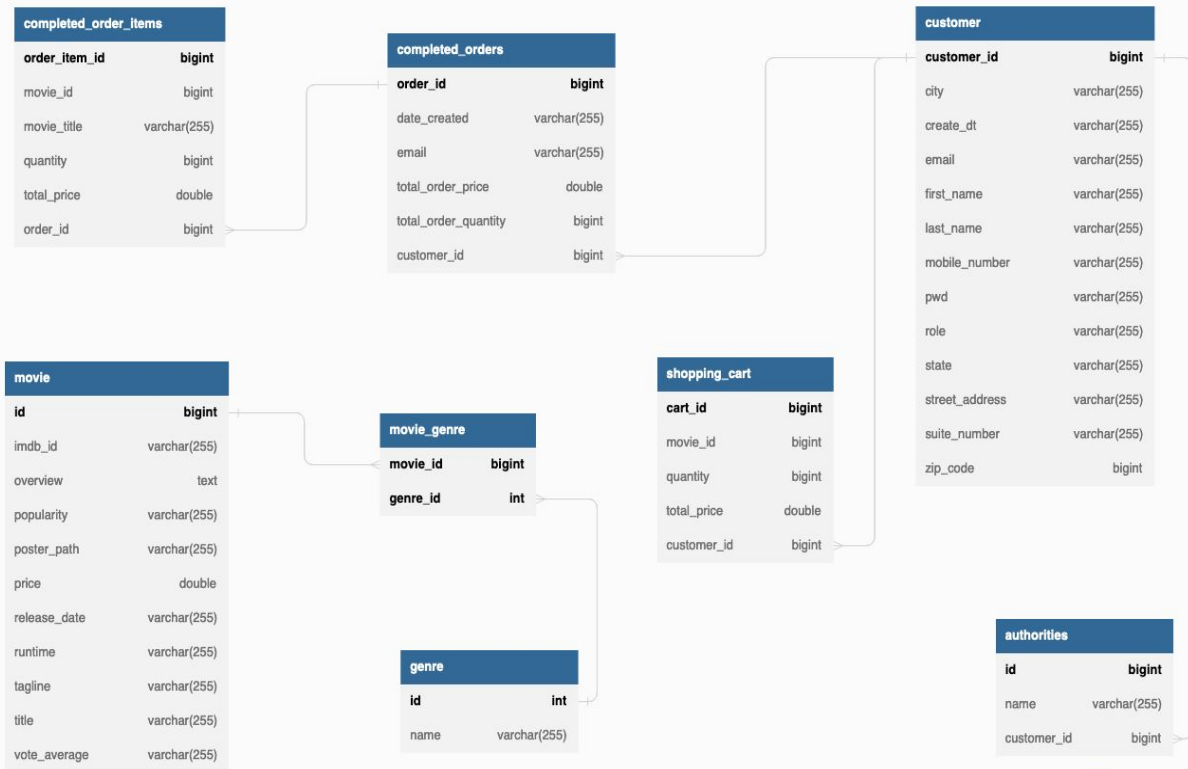 completed_order_items
order_item_id bigint
movie_id bigint
movie_title varchar(255)
quantity bigint
total_price double
order_id bigint
completed_orders
order_id bigint
date_created varchar(255)
email varchar(255)
total_order_price double
total_order_quantity bigint
customer_id bigint
customer
customer_id bigint
city varchar(255)
create_dt varchar(255)
email varchar(255)
first_name varchar(255)
last_name varchar(255)
mobile_number varchar(255)
pwd varchar(255)
role varchar(255)
state varchar(255)
street_address varchar(255)
suite_number varchar(255)
zip_code bigint
movie
id bigint
imdb_id varchar(255)
overview text
popularity varchar(255)
poster_path varchar(255)
price double
release_date varchar(255)
runtime varchar(255)
tagline varchar(255)
title varchar(255)
vote_average varchar(255)
movie_genre
movie_id bigint
genre_id int
shopping_cart
cart_id bigint
movie_id bigint
quantity bigint
total_price double
customer_id bigint
genre
id int
name varchar(255)
authorities
id bigint
name varchar(255)
customer_id bigint